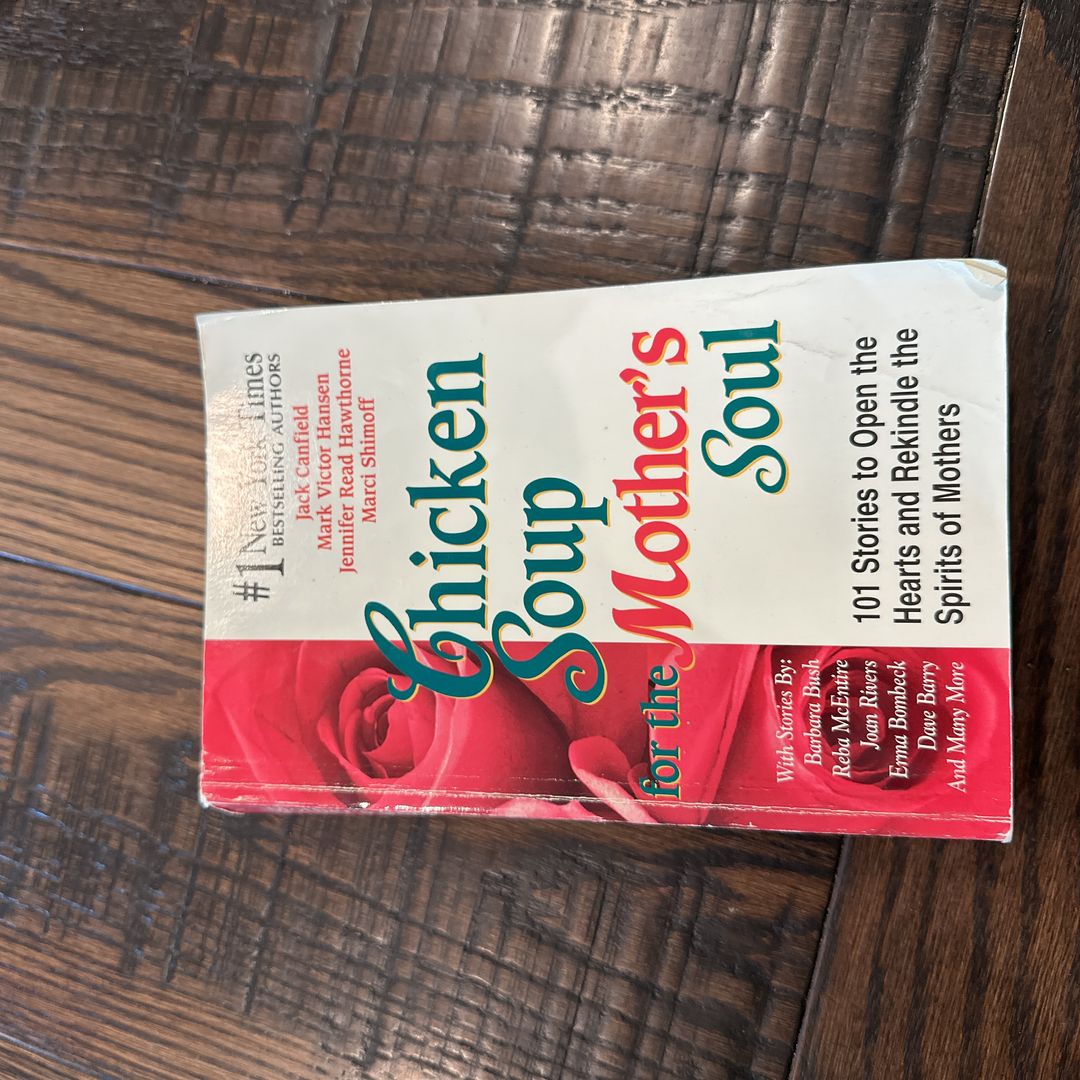 #1 New York Times
BESTSELLING AUTHORS
Jack Canfield
Mark Victor Hansen
Jennifer Read Hawthorne
Marci Shimoff
Chicken
Soup
for the Mother's
Soul
With Stories By:
Barbara Bush
Reba McEntire
Joan Rivers
Erma Bombeck
Dave Barry
And Many More
101 Stories to Open the
Hearts and Rekindle the
Spirits of Mothers